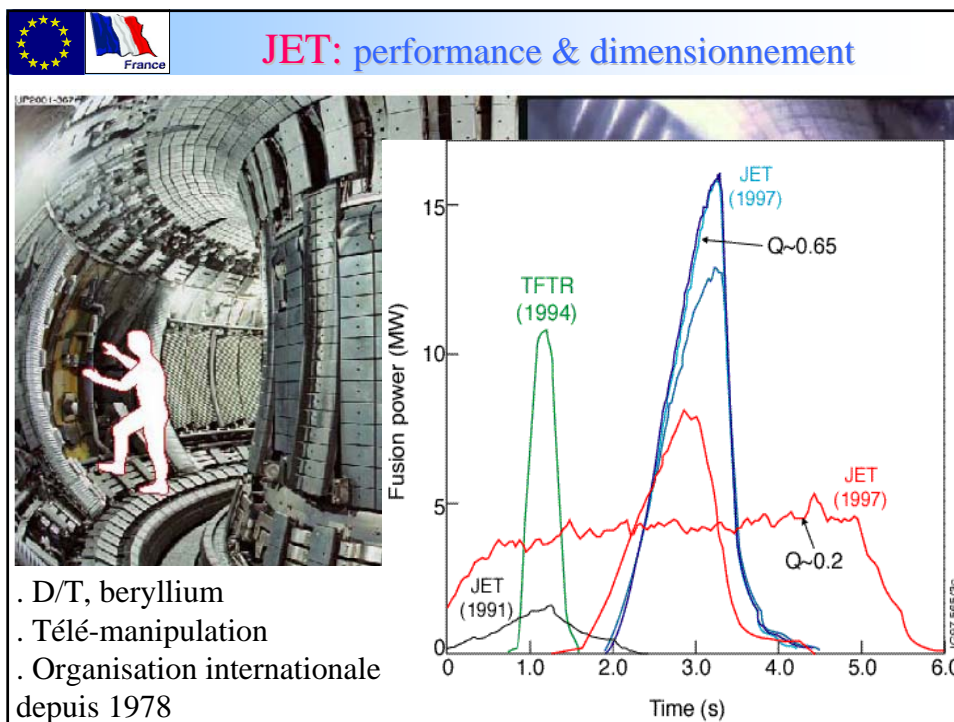 France
JET: performance & dimensionnement
JET
(1997)
15
Q~0.65
TFTR
(1994)
10
Fusion power (MW)
JET
(1997)
5
Q~0.2
JET
(1991)
0
0 1.0 2.0 3.0 4.0 5.0 6.0
Time (s)
. D/T, beryllium
. Télé-manipulation
. Organisation internationale
depuis 1978